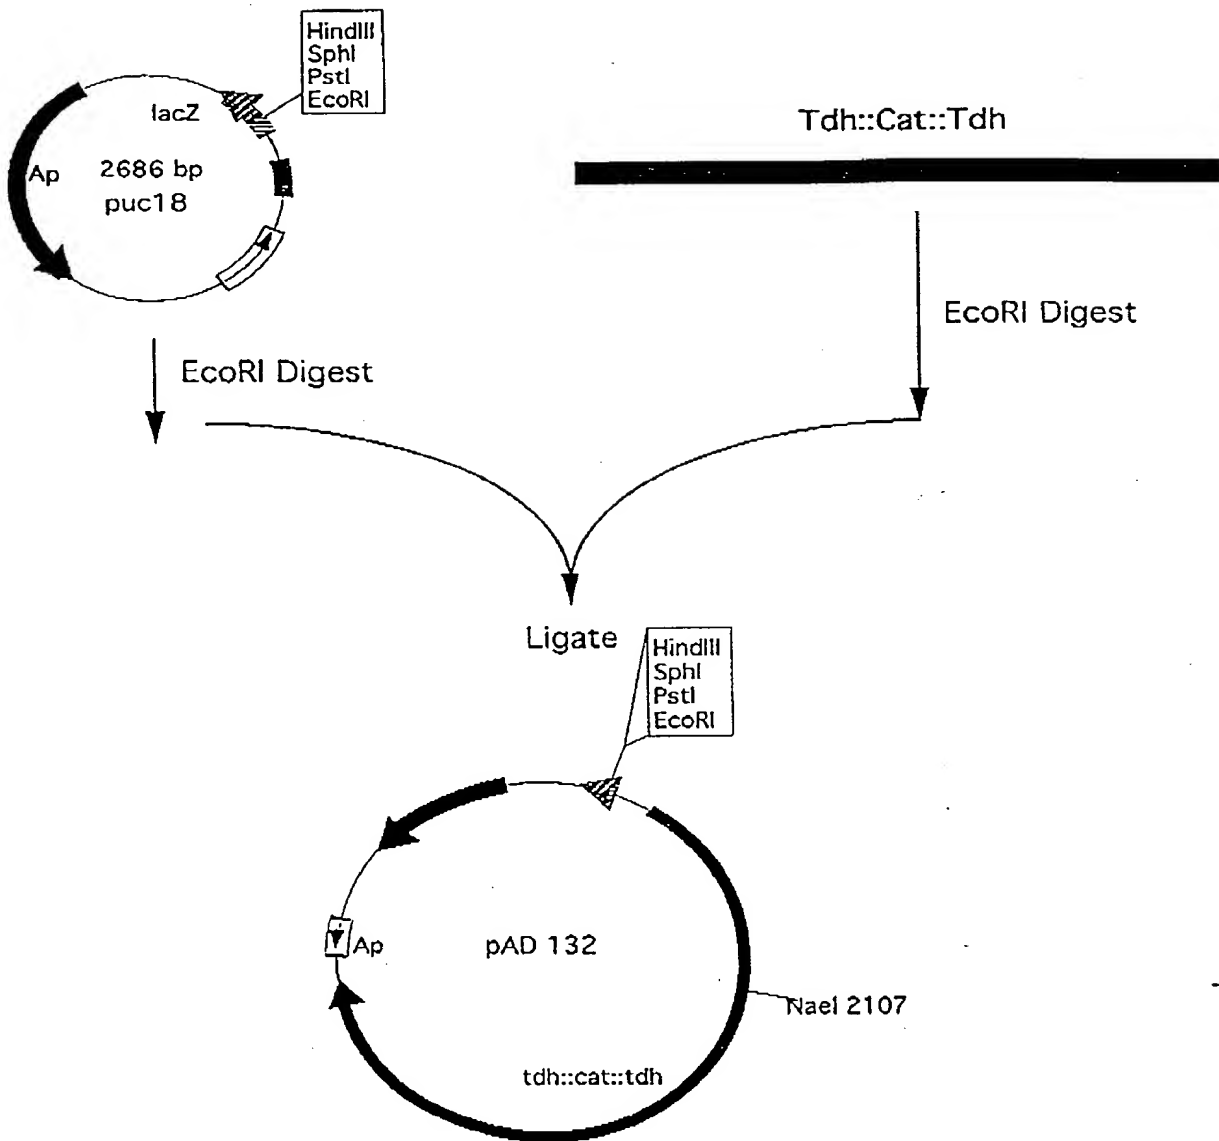 HindIII
SphI
PstI
EcoRI
lacZ
Ap
2686 bp
puc18
Tdh::Cat::Tdh
EcoRI Digest
EcoRI Digest
Ligate
HindIII
SphI
PstI
EcoRI
Ap
pAD 132
NaeI 2107
tdh::cat::tdh